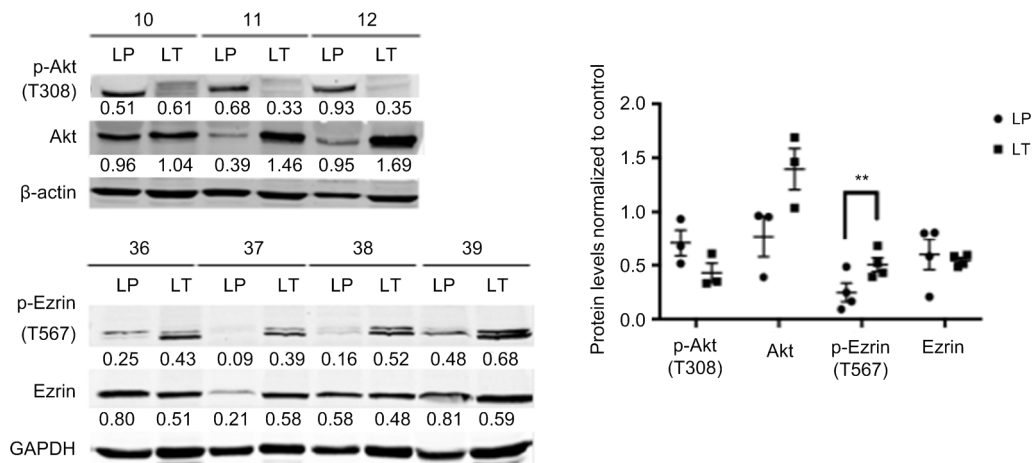 10 11 12
LP LT LP LT LP LT
p-Akt
(T308)
0.51 0.61 0.68 0.33 0.93 0.35
Akt
0.96 1.04 0.39 1.46 0.95 1.69
β-actin
36 37 38 39
LP LT LP LT LP LT LP LT
p-Ezrin
(T567)
0.25 0.43 0.09 0.39 0.16 0.52 0.48 0.68
Ezrin
0.80 0.51 0.21 0.58 0.58 0.48 0.81 0.59
GAPDH
Protein levels normalized to control
2.0
1.5
1.0
0.5
0.0
**
LP
LT
p-Akt
(T308)
Akt
p-Ezrin
(T567)
Ezrin